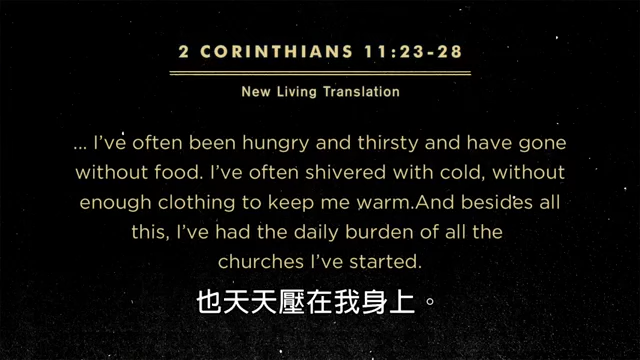 2 CORINTHIANS 11:23-28
New Living Translation
... I've often been hungry and thirsty and have gone
without food. I've often shivered with cold, without
enough clothing to keep me warm.And besides all
this, I've had the daily burden of all the
churches I've started.
也天天壓在我身上。